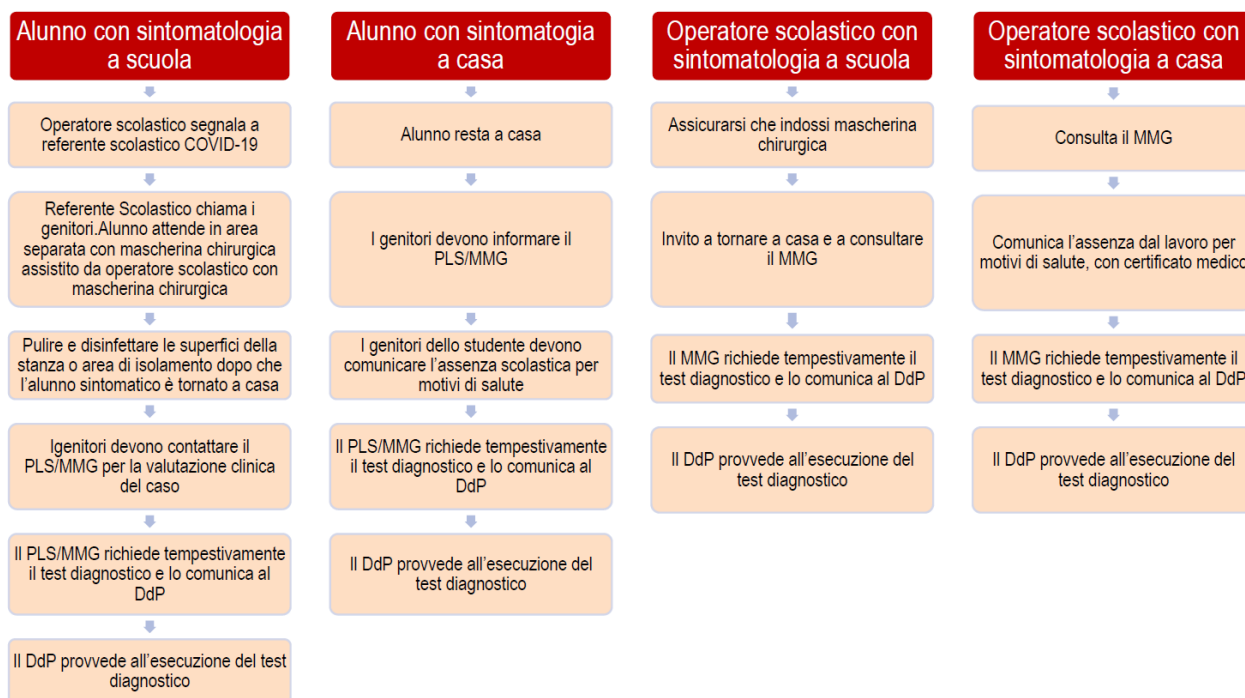 Alunno con sintomatologia
a scuola
Operatore scolastico segnala a
referente scolastico COVID-19
Referente Scolastico chiama i
genitori.Alunno attende in area
separata con mascherina chirurgica
assistito da operatore scolastico con
mascherina chirurgica
Pulire e disinfettare le superfici della
stanza o area di isolamento dopo che
l'alunno sintomatico è tornato a casa
Igenitori devono contattare il
PLS/MMG per la valutazione clinica
del caso
Il PLS/MMG richiede tempestivamente
il test diagnostico e lo comunica al
DdP
Il DdP provvede all'esecuzione del test
diagnostico
Alunno con sintomatogia
a casa
Alunno resta a casa
I genitori devono informare il
PLS/MMG
I genitori dello studente devono
comunicare l'assenza scolastica per
motivi di salute
Il PLS/MMG richiede tempestivamente
il test diagnostico e lo comunica al
DdP
Il DdP provvede all'esecuzione del
test diagnostico
Operatore scolastico con
sintomatologia a scuola
Assicurarsi che indossi mascherina
chirurgica
Invito a tornare a casa e a consultare
il MMG
Il MMG richiede tempestivamente il
test diagnostico e lo comunica al DdP
Il DdP provvede all'esecuzione del
test diagnostico
Operatore scolastico con
sintomatologia a casa
Consulta il MMG
Comunica l'assenza dal lavoro per
motivi di salute, con certificato medico
Il MMG richiede tempestivamente il
test diagnostico e lo comunica al DdP
Il DdP provvede all'esecuzione del
test diagnostico